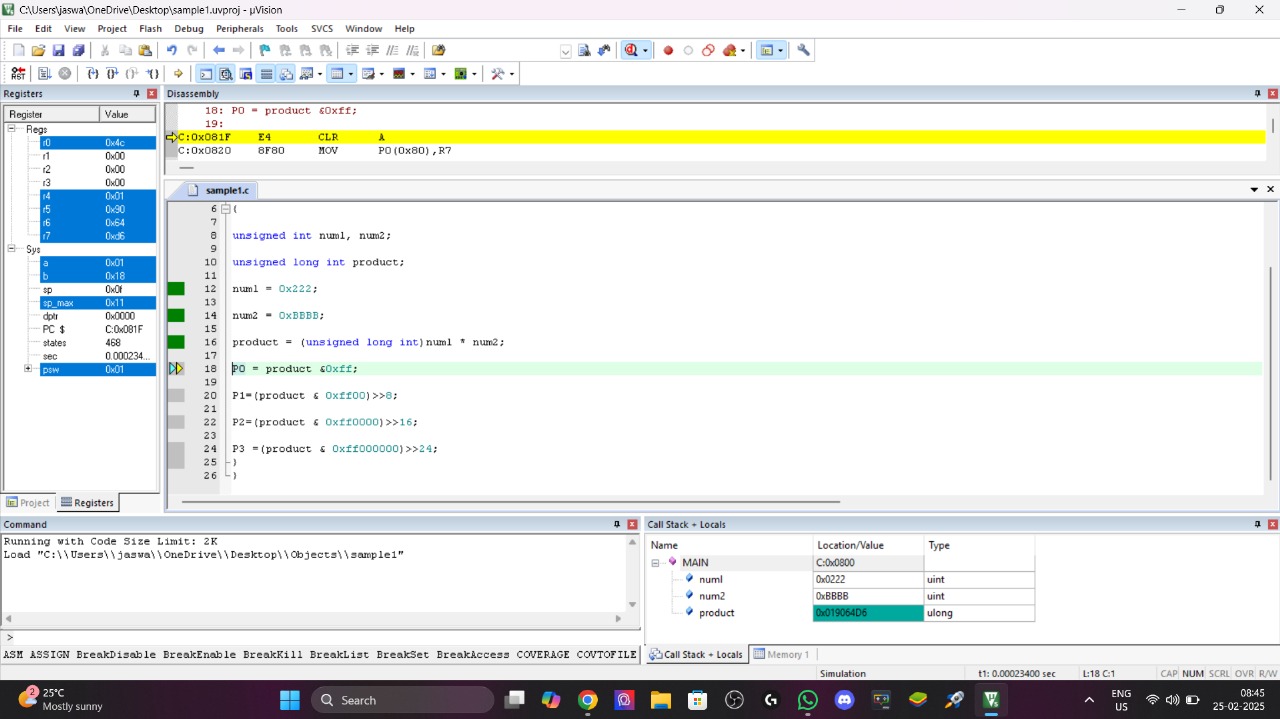 C:\Users\jaswa\OneDrive\Desktop\sample1.uvproj - µVision
File Edit View Project Flash Debug Peripherals Tools SVCS Window Help
Registers
Register Value
Regs
r0 0x4c
r1 0x00
r2 0x00
r3 0x00
r4 0x01
r5 0x90
r6 0x64
r7 0xd6
Sys
a 0x01
b 0x18
sp 0x0f
sp_max 0x11
dptr 0x0000
PC $ C:0x081F
states 468
sec 0.000234...
psw 0x01
Project Registers
Disassembly
18: P0 = product &0xff;
19:
C:0x081F E4 CLR A
C:0x0820 8F80 MOV P0(0x80),R7
sample1.c
6 {
7
8 unsigned int num1, num2;
9
10 unsigned long int product;
11
12 num1 = 0x222;
13
14 num2 = 0xBBBB;
15
16 product = (unsigned long int)num1 * num2;
17
18 P0 = product &0xff;
19
20 P1=(product & 0xff00)>>8;
21
22 P2=(product & 0xff0000)>>16;
23
24 P3 =(product & 0xff000000)>>24;
25 }
26 }
Command
Running with Code Size Limit: 2K
Load "C:\\Users\\jaswa\\OneDrive\\Desktop\\Objects\\sample1"
>
ASM ASSIGN BreakDisable BreakEnable BreakKill BreakList BreakSet BreakAccess COVERAGE COVTOFILE
Call Stack + Locals
Name Location/Value Type
MAIN C:0x0800
num1 0x0222 uint
num2 0xBBBB uint
product 0x019064D6 ulong
Call Stack + Locals Memory 1
Simulation t1: 0.00023400 sec L:18 C:1 CAP NUM SCRL OVR R/W
2 25°C
Mostly sunny
Search
ENG
US
08:45
25-02-2025